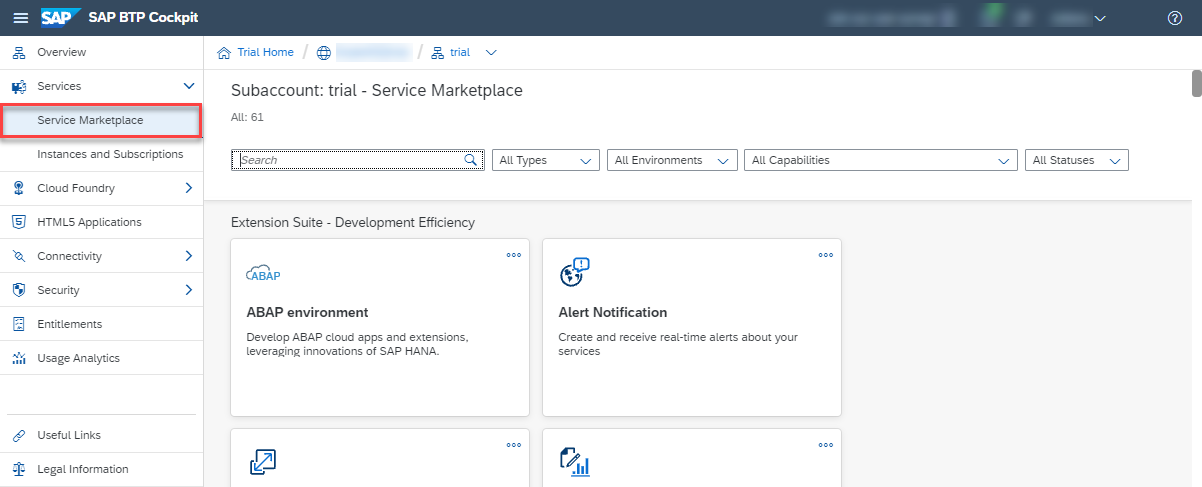 SAP SAP BTP Cockpit
Overview
Services
Service Marketplace
Instances and Subscriptions
Cloud Foundry
HTML5 Applications
Connectivity
Security
Entitlements
Usage Analytics
Useful Links
Legal Information
Trial Home / / trial
Subaccount: trial - Service Marketplace
All: 61
Search All Types All Environments All Capabilities All Statuses
Extension Suite - Development Efficiency
ABAP
ABAP environment
Develop ABAP cloud apps and extensions,
leveraging innovations of SAP HANA.
Alert Notification
Create and receive real-time alerts about your
services